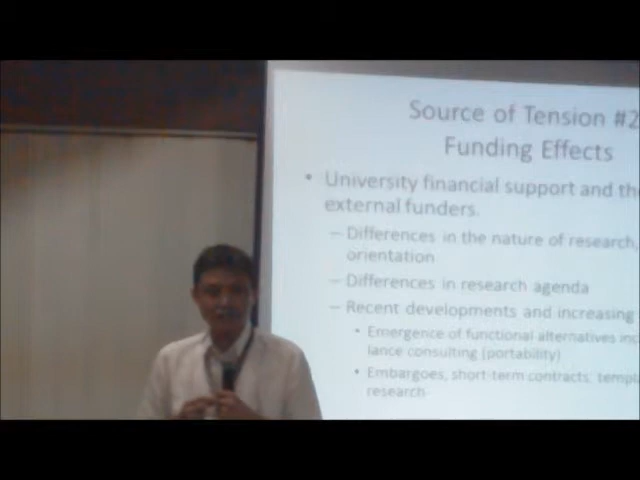 Source of Tension #2
Funding Effects
• University financial support and the
external funders.
– Differences in the nature of research,
orientation
– Differences in research agenda
– Recent developments and increasing
• Emergence of functional alternatives inc
lance consulting (portability)
• Embargoes, short-term contracts, templa
research